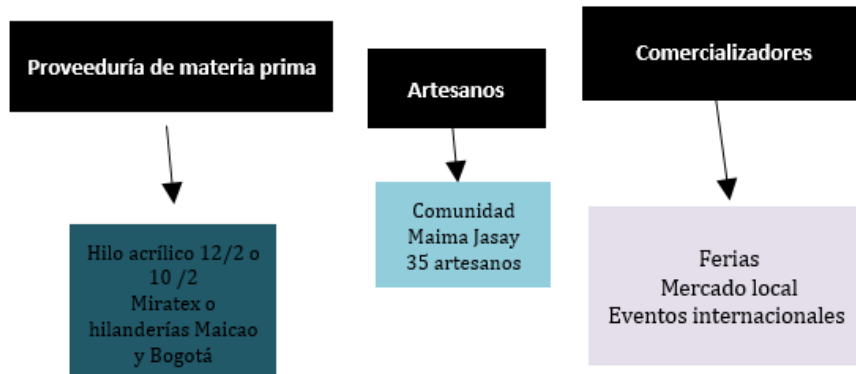 Proveeduría de materia prima
Artesanos
Comercializadores
Hilo acrílico 12/2 o
10 /2
Miratex o
hilanderías Maicao
y Bogotá
Comunidad
Maima Jasay
35 artesanos
Ferias
Mercado local
Eventos internacionales